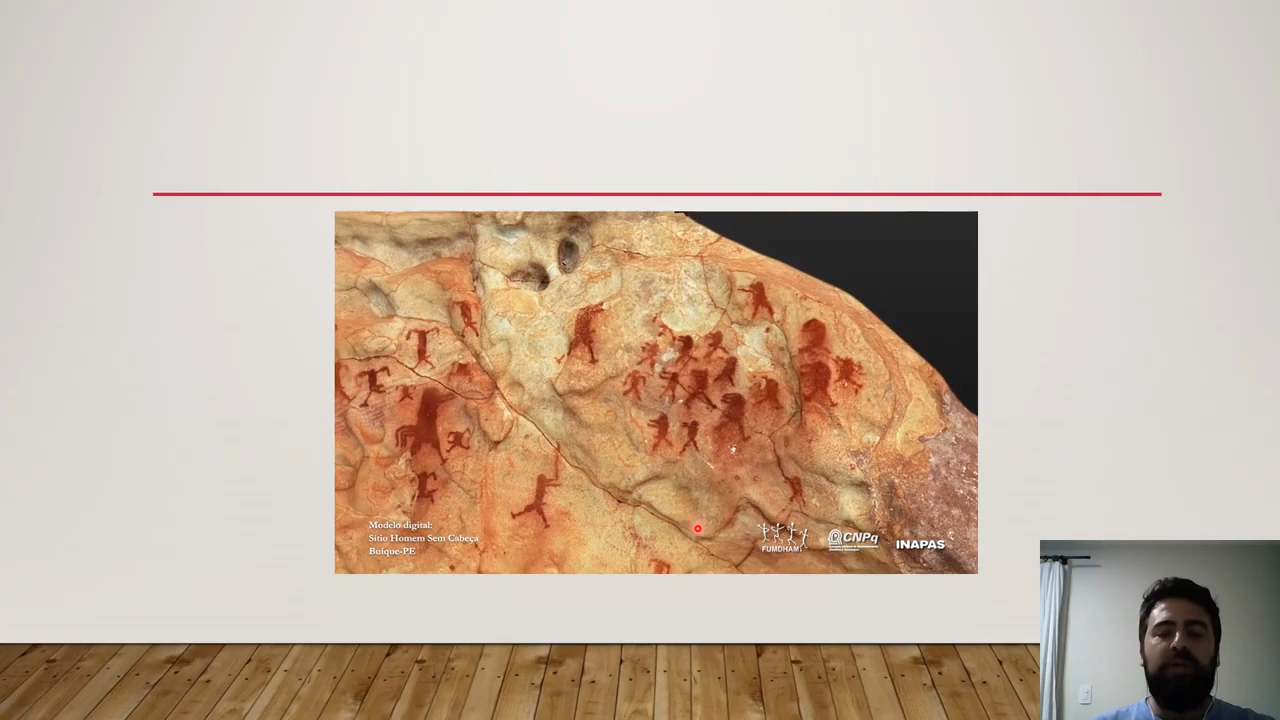 Modelo digital:
Sítio Homem Sem Cabeça
Buíque-PE
FUMDHAM
CNPq
INAPAS